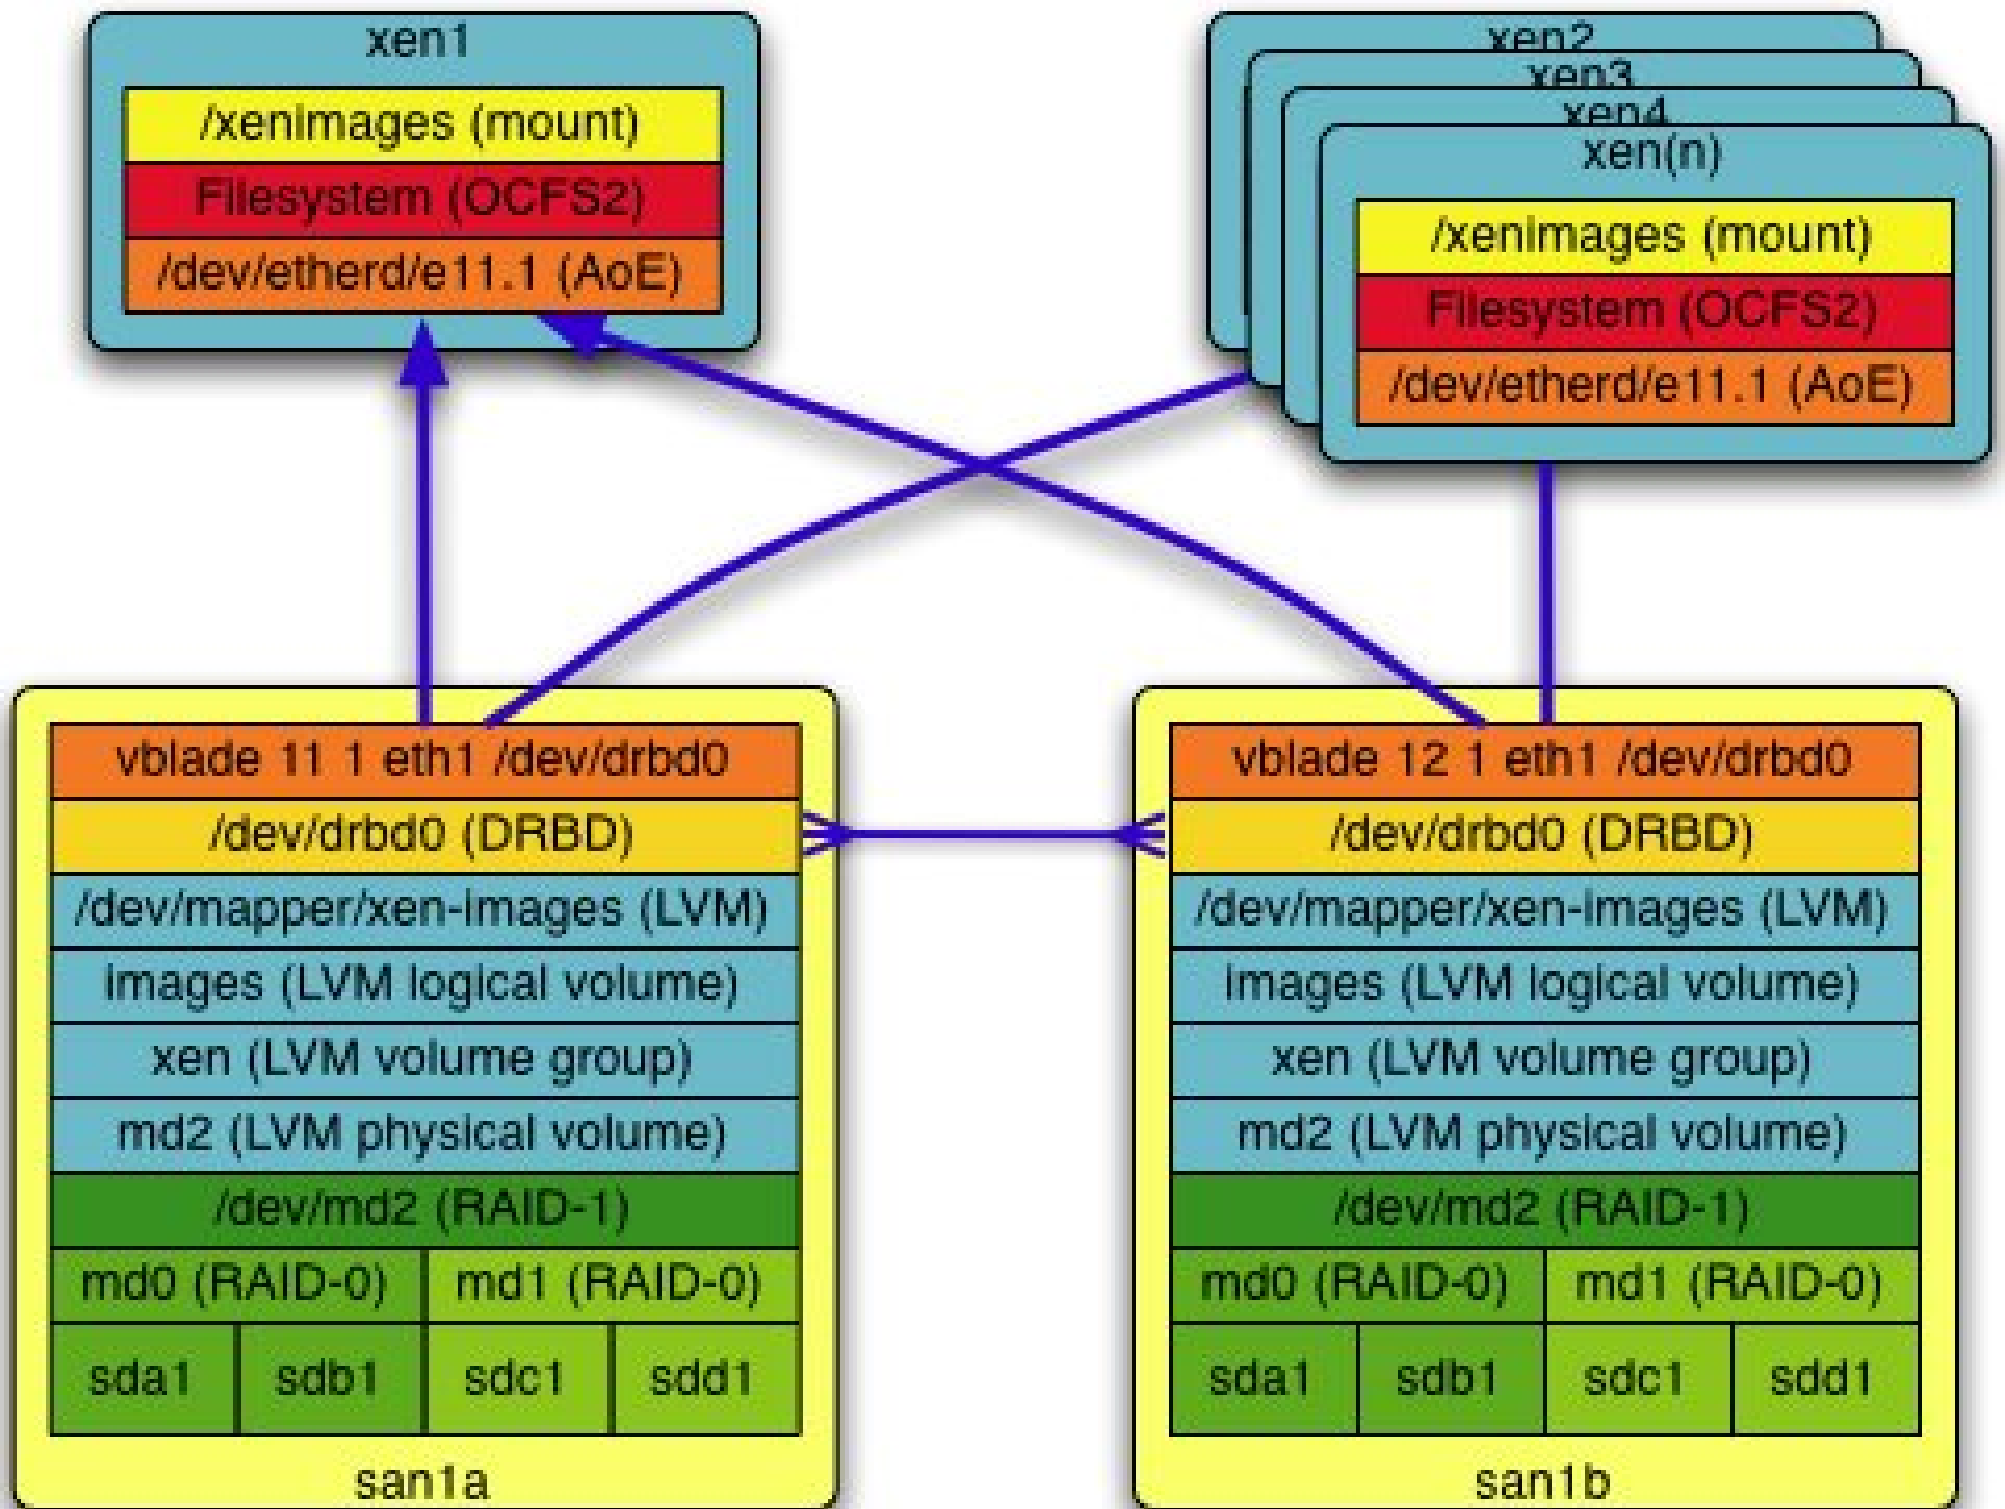 xen1
/xenimages (mount)
Filesystem (OCFS2)
/dev/etherd/e11.1 (AoE)
xen2
xen3
xen4
xen(n)
/xenimages (mount)
Filesystem (OCFS2)
/dev/etherd/e11.1 (AoE)
vblade 11 1 eth1 /dev/drbd0
/dev/drbd0 (DRBD)
/dev/mapper/xen-images (LVM)
images (LVM logical volume)
xen (LVM volume group)
md2 (LVM physical volume)
/dev/md2 (RAID-1)
md0 (RAID-0)
md1 (RAID-0)
sda1
sdb1
sdc1
sdd1
san1a
vblade 12 1 eth1 /dev/drbd0
/dev/drbd0 (DRBD)
/dev/mapper/xen-images (LVM)
images (LVM logical volume)
xen (LVM volume group)
md2 (LVM physical volume)
/dev/md2 (RAID-1)
md0 (RAID-0)
md1 (RAID-0)
sda1
sdb1
sdc1
sdd1
san1b